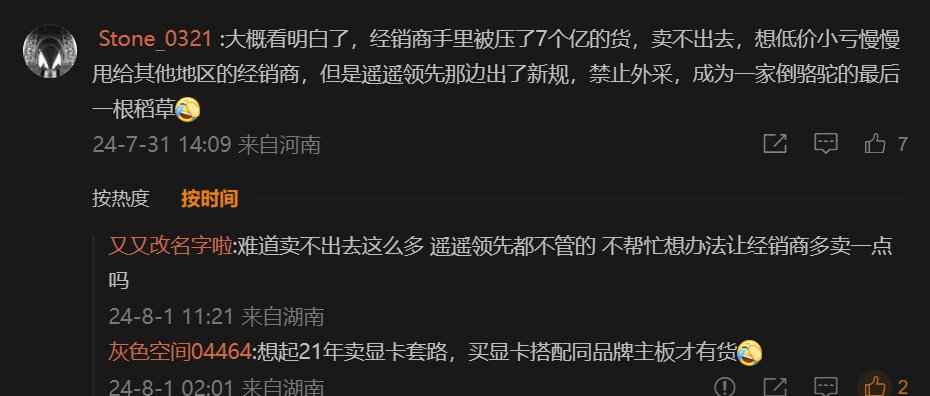 Stone_0321 :大概看明白了，经销商手里被压了7个亿的货，卖不出去，想低价小亏慢慢
甩给其他地区的经销商，但是遥遥领先那边出了新规，禁止外采，成为一家倒骆驼的最后
一根稻草
24-7-31 14:09 来自河南
7
按热度 按时间
又又改名字啦:难道卖不出去这么多 遥遥领先都不管的 不帮忙想办法让经销商多卖一点
吗
24-8-1 11:21 来自湖南
灰色空间04464:想起21年卖显卡套路，买显卡搭配同品牌主板才有货
24-8-1 02:01 来自湖南
2